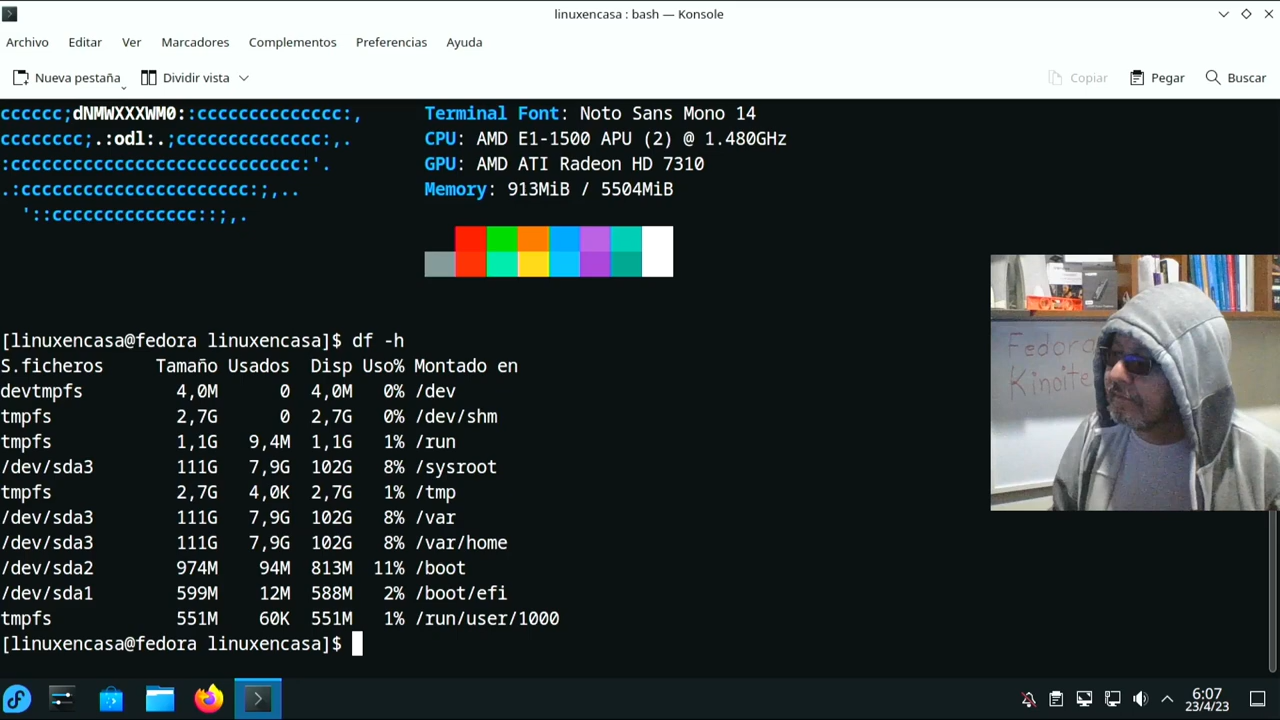 linuxencasa : bash — Konsole
Archivo Editar Ver Marcadores Complementos Preferencias Ayuda
Nueva pestaña Dividir vista Copiar Pegar Buscar
cccccc;dNMWXXXWM0::cccccccccccccc:, Terminal Font: Noto Sans Mono 14
cccccccc;.:odl:.;cccccccccccccc:,. CPU: AMD E1-1500 APU (2) @ 1.480GHz
:cccccccccccccccccccccccccccc:'. GPU: AMD ATI Radeon HD 7310
.:cccccccccccccccccccccc:;,.. Memory: 913MiB / 5504MiB
'::cccccccccccccc::;,.
[linuxencasa@fedora linuxencasa]$ df -h
S.ficheros Tamaño Usados Disp Uso% Montado en
devtmpfs 4,0M 0 4,0M 0% /dev
tmpfs 2,7G 0 2,7G 0% /dev/shm
tmpfs 1,1G 9,4M 1,1G 1% /run
/dev/sda3 111G 7,9G 102G 8% /sysroot
tmpfs 2,7G 4,0K 2,7G 1% /tmp
/dev/sda3 111G 7,9G 102G 8% /var
/dev/sda3 111G 7,9G 102G 8% /var/home
/dev/sda2 974M 94M 813M 11% /boot
/dev/sda1 599M 12M 588M 2% /boot/efi
tmpfs 551M 60K 551M 1% /run/user/1000
[linuxencasa@fedora linuxencasa]$
Fedora
Kinoite
6:07
23/4/23